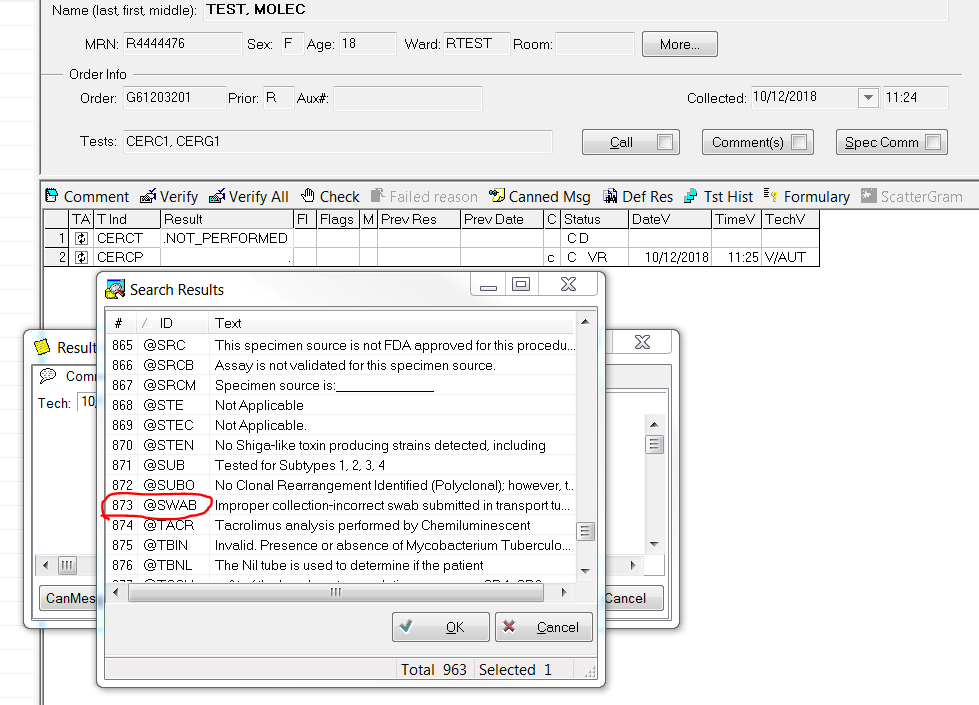 Name (last, first, middle): TEST, MOLEC
MRN: R4444476 Sex: F Age: 18 Ward: RTEST Room: More...
Order Info
Order: G61203201 Prior: R Aux#: Collected: 10/12/2018 11:24
Tests: CERC1, CERG1 Call Comment(s) Spec Comm
Comment Verify Verify All Check Failed reason Canned Msg Def Res Tst Hist Formulary ScatterGram
TA T Ind Result Fl Flags M Prev Res Prev Date C Status DateV TimeV TechV
1 CERCT .NOT_PERFORMED C D
2 CERCP . c C VR 10/12/2018 11:25 V/AUT
Search Results
# / ID Text
865 @SRC This specimen source is not FDA approved for this procedu...
866 @SRCB Assay is not validated for this specimen source.
867 @SRCM Specimen source is:_______________
868 @STE Not Applicable
869 @STEC Not Applicable.
870 @STEN No Shiga-like toxin producing strains detected, including
871 @SUB Tested for Subtypes 1, 2, 3, 4
872 @SUBO No Clonal Rearrangement Identified (Polyclonal); however, t...
873 @SWAB Improper collection-incorrect swab submitted in transport tu...
874 @TACR Tacrolimus analysis performed by Chemiluminescent
875 @TBIN Invalid. Presence or absence of Mycobacterium Tuberculo...
876 @TBNL The Nil tube is used to determine if the patient
OK Cancel
Total 963 Selected 1
Result
Comm
Tech: 10/
CanMes
Cancel